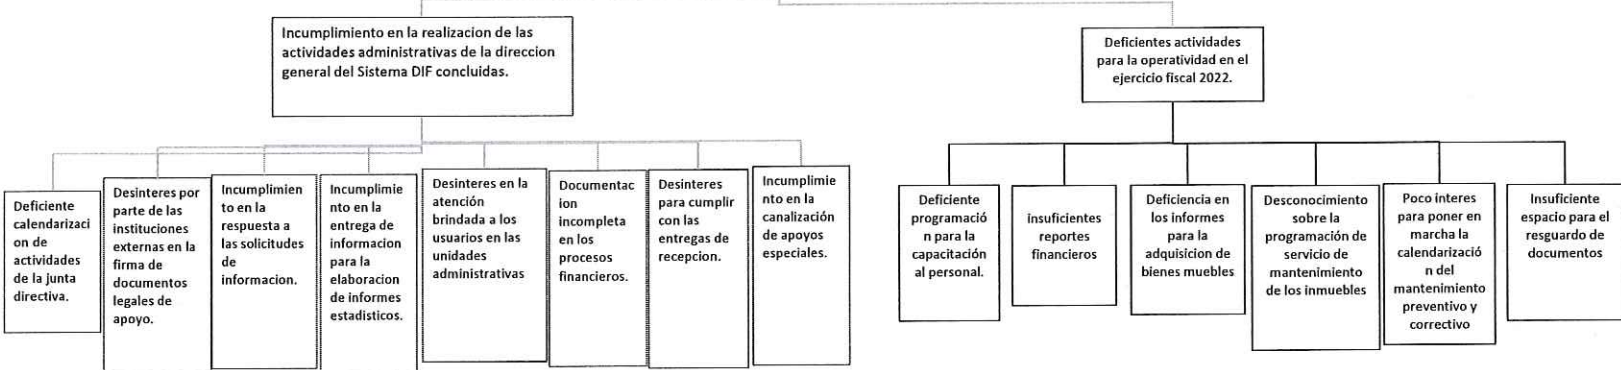 Incumplimiento en la realizacion de las
actividades administrativas de la direccion
general del Sistema DIF concluidas.
Deficientes actividades
para la operatividad en el
ejercicio fiscal 2022.
Deficiente
calendarizaci
on de
actividades
de la junta
directiva.
Desinteres por
parte de las
instituciones
externas en la
firma de
documentos
legales de
apoyo.
Incumplimien
to en la
respuesta a
las solicitudes
de
informacion.
Incumplimie
nto en la
entrega de
informacion
para la
elaboracion
de informes
estadisticos.
Desinteres en la
atención
brindada a los
usuarios en las
unidades
administrativas
Documentac
ion
incompleta
en los
procesos
financieros.
Desinteres
para cumplir
con las
entregas de
recepcion.
Incumplimie
nto en la
canalización
de apoyos
especiales.
Deficiente
programació
n para la
capacitación
al personal.
insuficientes
reportes
financieros
Deficiencia en
los informes
para la
adquisicion de
bienes muebles
Desconocimiento
sobre la
programación de
servicio de
mantenimiento
de los inmuebles
Poco interes
para poner en
marcha la
calendarizació
n del
mantenimiento
preventivo y
correctivo
Insuficiente
espacio para el
resguardo de
documentos